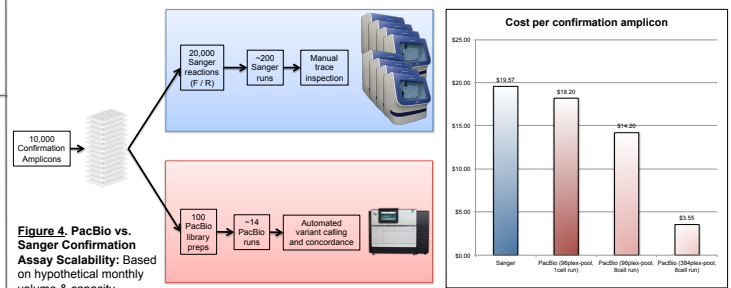 10,000
Confirmation
Amplicons
20,000
Sanger
reactions
(F / R)
~200
Sanger
runs
Manual
trace
inspection
100
PacBio
library
preps
~14
PacBio
runs
Automated
variant calling
and concordance
Figure 4. PacBio vs.
Sanger Confirmation
Assay Scalability: Based
on hypothetical monthly
volume & capacity
Cost per confirmation amplicon
$25.00
$20.00
$15.00
$10.00
$5.00
$0.00
$19.57
$18.20
$14.20
$3.55
Sanger
PacBio (96plex-pool,
1cell run)
PacBio (96plex-pool,
8cell run)
PacBio (384plex-pool,
8cell run)